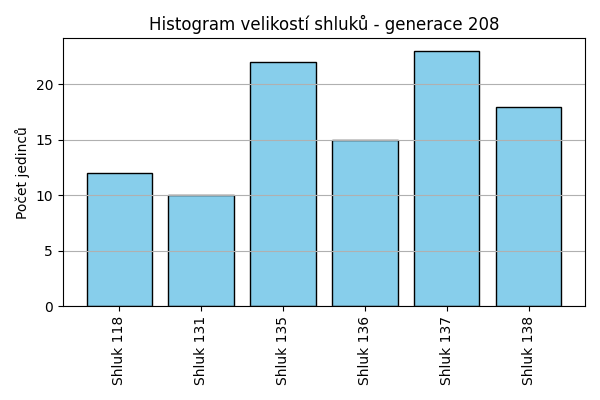 Histogram velikostí shluků - generace 208
Počet jedinců
20
15
10
5
0
Shluk 118
Shluk 131
Shluk 135
Shluk 136
Shluk 137
Shluk 138